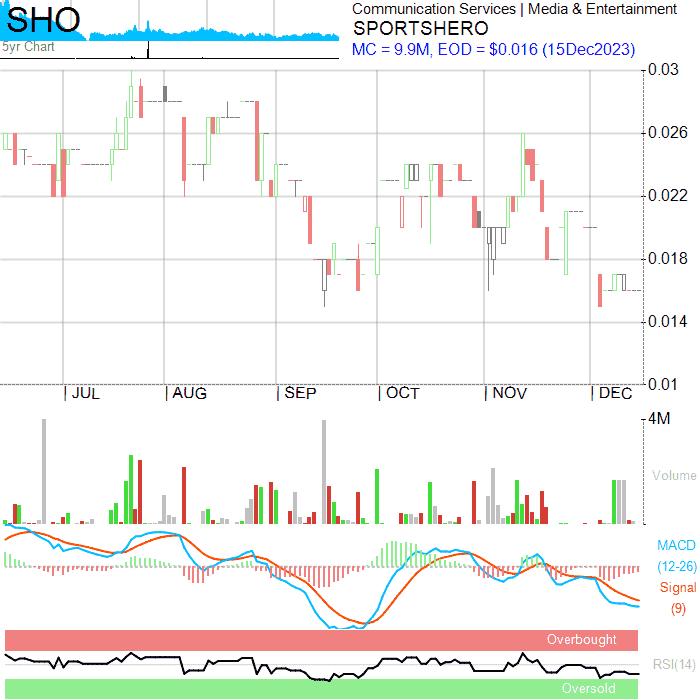 SHO
5yr Chart
Communication Services | Media & Entertainment
SPORTSHERO
MC = 9.9M, EOD = $0.016 (15Dec2023)
0.03
0.026
0.022
0.018
0.014
0.01
| JUL | AUG | SEP | OCT | NOV | DEC
4M
Volume
MACD
(12-26)
Signal
(9)
Overbought
RSI(14)
Oversold